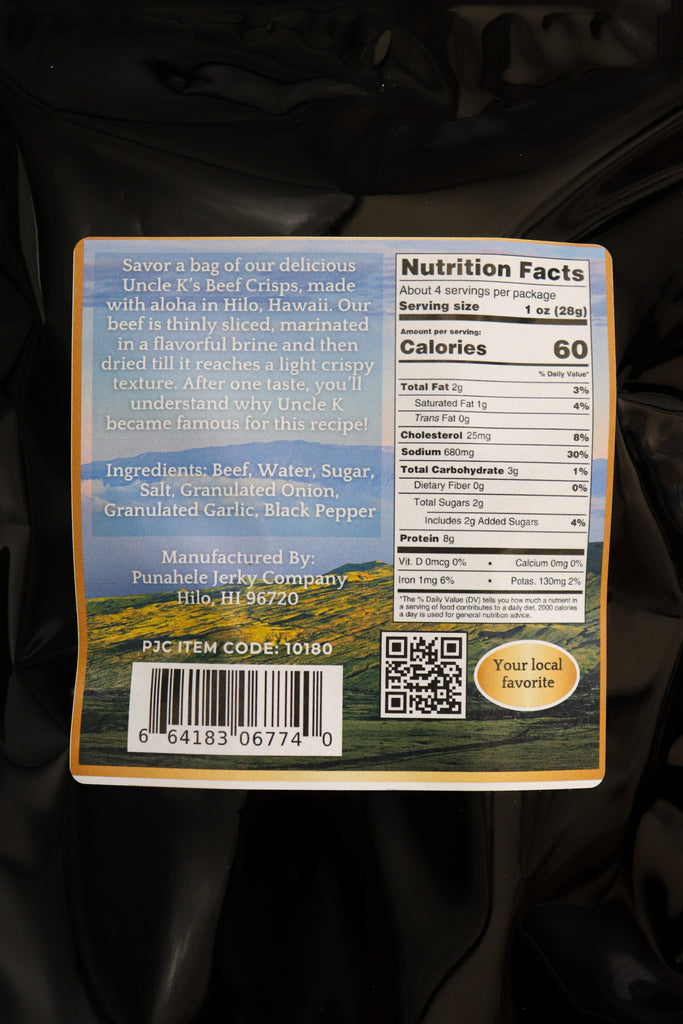 Savor a bag of our delicious
Uncle K's Beef Crisps, made
with aloha in Hilo, Hawaii. Our
beef is thinly sliced, marinated
in a flavorful brine and then
dried till it reaches a light crispy
texture. After one taste, you'll
understand why Uncle K
became famous for this recipe!
Ingredients: Beef, Water, Sugar,
Salt, Granulated Onion,
Granulated Garlic, Black Pepper
Manufactured By:
Punahele Jerky Company
Hilo, HI 96720
PJC ITEM CODE: 10180
6 64183 06774 0
Nutrition Facts
About 4 servings per package
Serving size 1 oz (28g)
Amount per serving:
Calories 60
% Daily Value*
Total Fat 2g 3%
Saturated Fat 1g 4%
Trans Fat 0g
Cholesterol 25mg 8%
Sodium 680mg 30%
Total Carbohydrate 3g 1%
Dietary Fiber 0g 0%
Total Sugars 2g
Includes 2g Added Sugars 4%
Protein 8g
Vit. D 0mcg 0% • Calcium 0mg 0%
Iron 1mg 6% • Potas. 130mg 2%
*The % Daily Value (DV) tells you how much a nutrient in
a serving of food contributes to a daily diet. 2000 calories
a day is used for general nutrition advice.
Your local
favorite